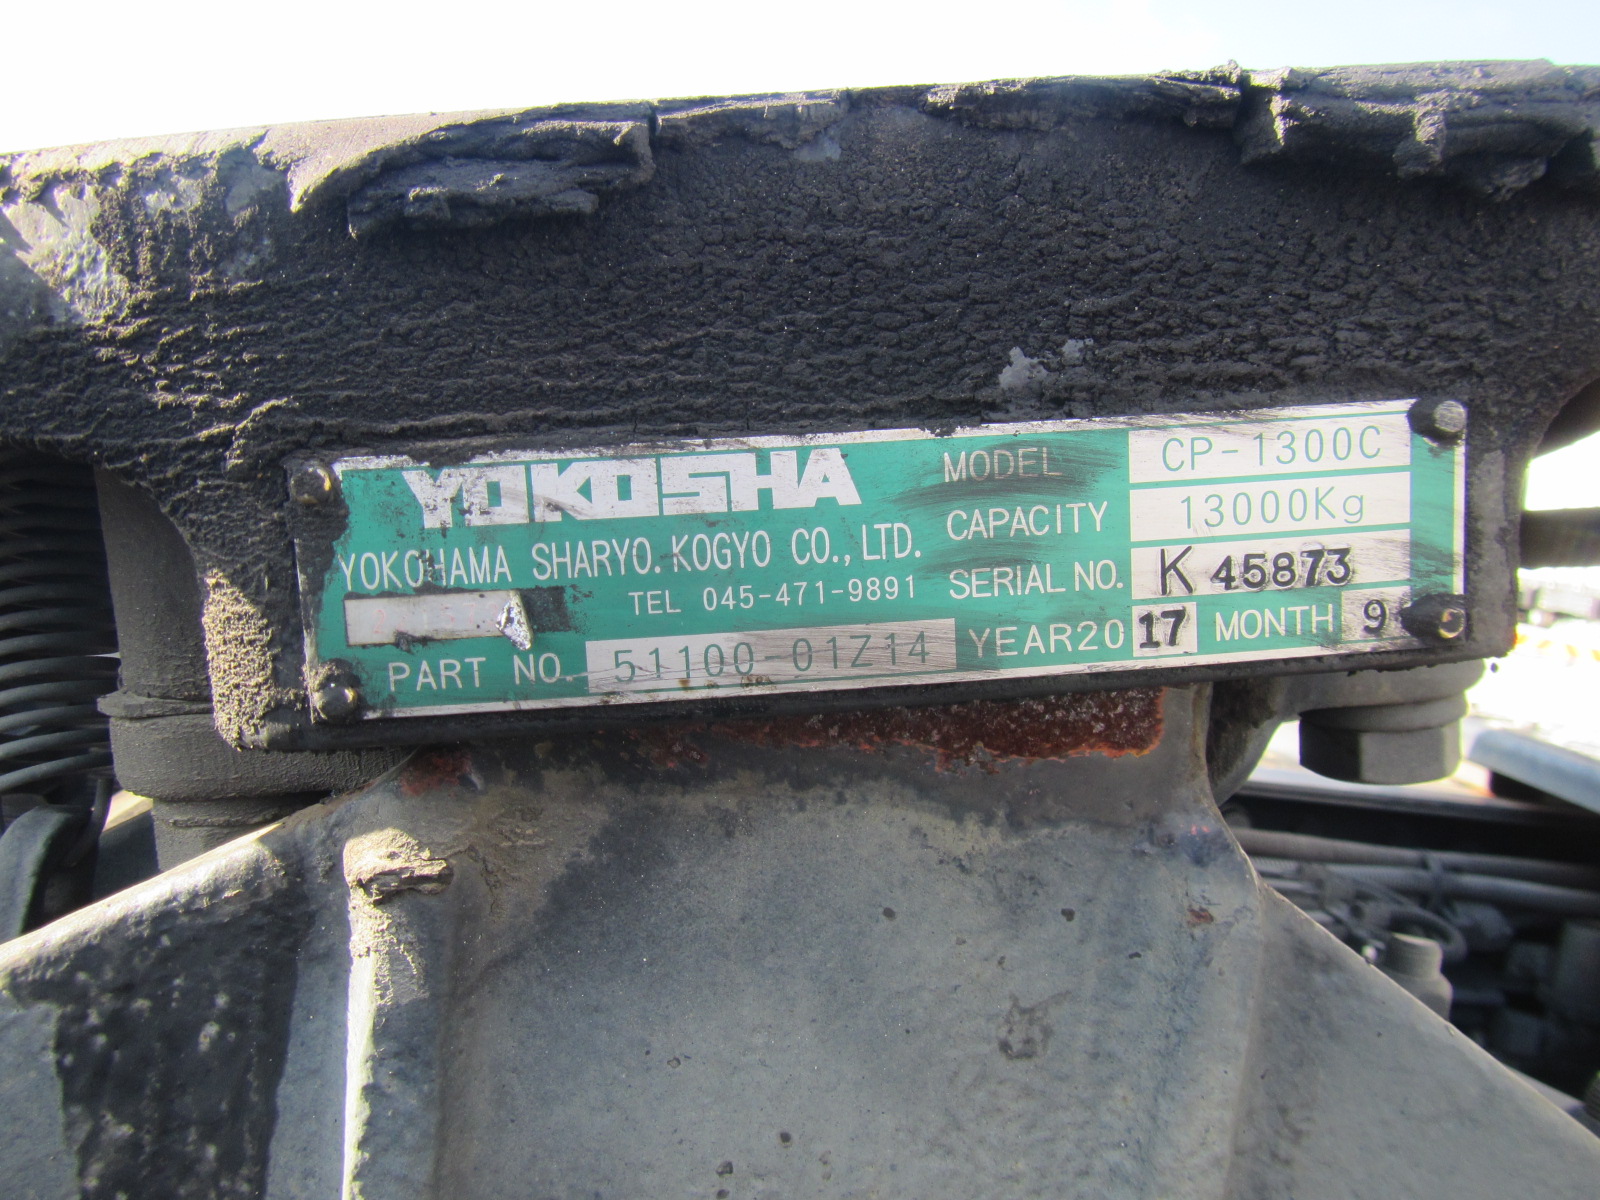 YOKOSHA
YOKOHAMA SHARYO. KOGYO CO., LTD.
TEL 045-471-9891
PART NO. 51100-01Z14
MODEL CP-1300C
CAPACITY 13000Kg
SERIAL NO. K 45873
YEAR20 17 MONTH 9